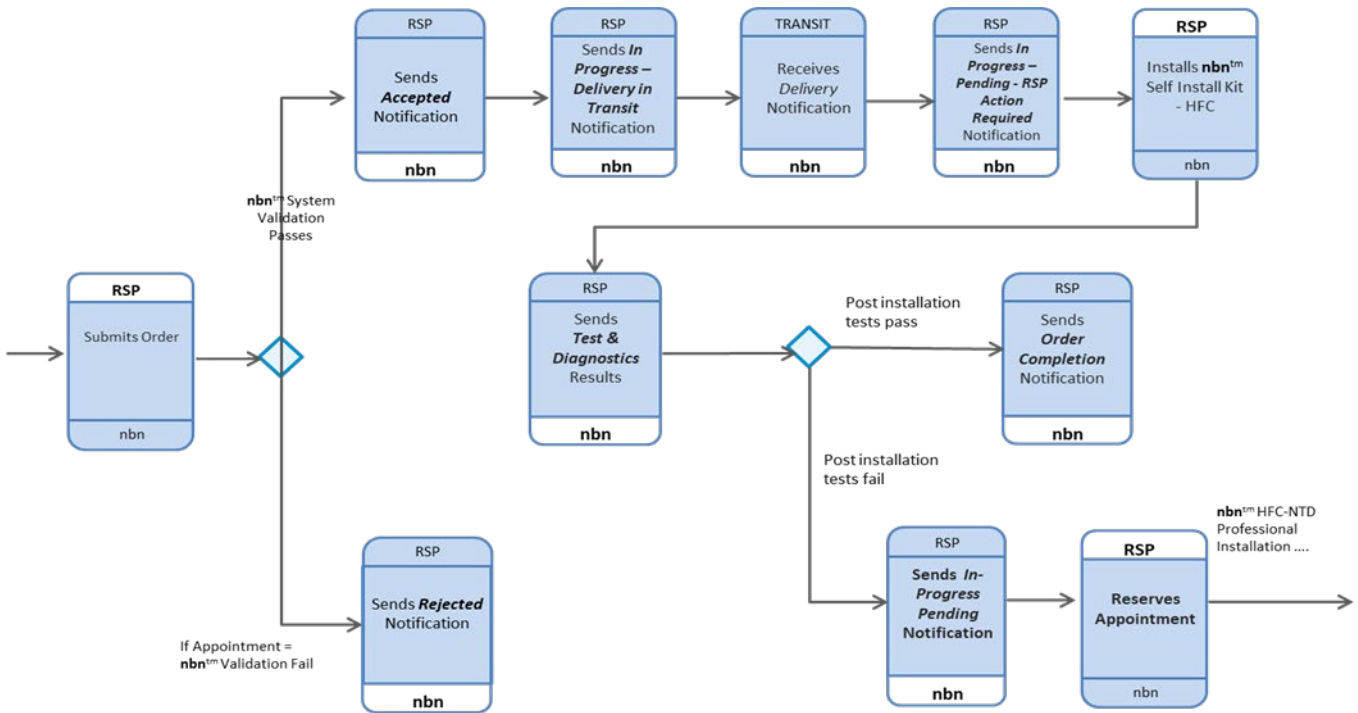 RSP
Sends
Accepted
Notification
nbn
RSP
Sends In
Progress –
Delivery in
Transit
Notification
nbn
TRANSIT
Receives
Delivery
Notification
nbn
RSP
Sends In
Progress –
Pending - RSP
Action
Required
Notification
nbn
RSP
Installs nbn™
Self Install Kit
- HFC
nbn
nbn™ System
Validation
Passes
RSP
Submits Order
nbn
RSP
Sends
Test &
Diagnostics
Results
nbn
Post installation
tests pass
RSP
Sends
Order
Completion
Notification
nbn
Post installation
tests fail
If Appointment =
nbn™ Validation Fail
RSP
Sends Rejected
Notification
nbn
RSP
Sends In-
Progress
Pending
Notification
nbn
RSP
Reserves
Appointment
nbn
nbn™ HFC-NTD
Professional
Installation ....